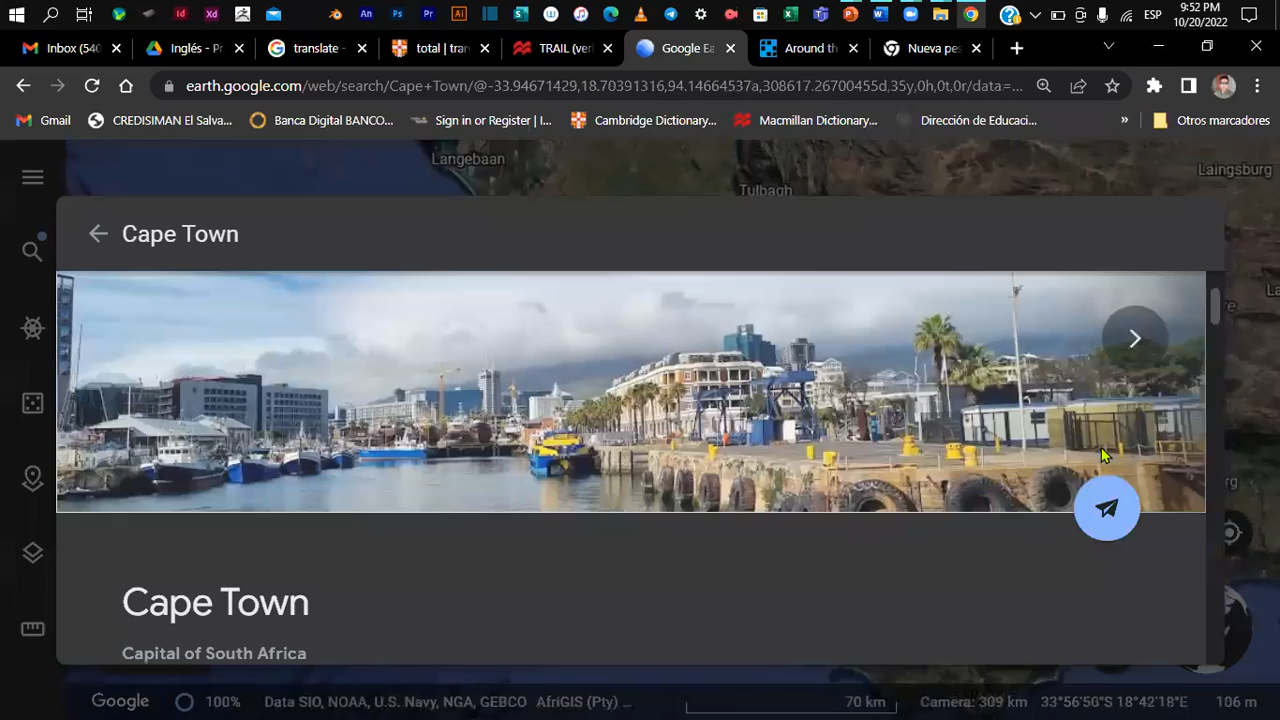 9:52 PM
ESP
10/20/2022
Inbox (540
Inglés - Pr
translate -
total | tran
TRAIL (ver
Google Ea
Around th
Nueva pes
earth.google.com/web/search/Cape+Town/@-33.94671429,18.70391316,94.14664537a,308617.26700455d,35y,0h,0t,0r/data=...
Gmail
CREDISIMAN El Salva...
Banca Digital BANCO...
Sign in or Register | I...
Cambridge Dictionary...
Macmillan Dictionary...
Dirección de Educaci...
»
Otros marcadores
Langebaan
Tulbagh
Laingsburg
Cape Town
Cape Town
Capital of South Africa
Google
100%
Data SIO, NOAA, U.S. Navy, NGA, GEBCO AfriGIS (Pty) ...
70 km
Camera: 309 km
33°56'50"S 18°42'18"E
106 m